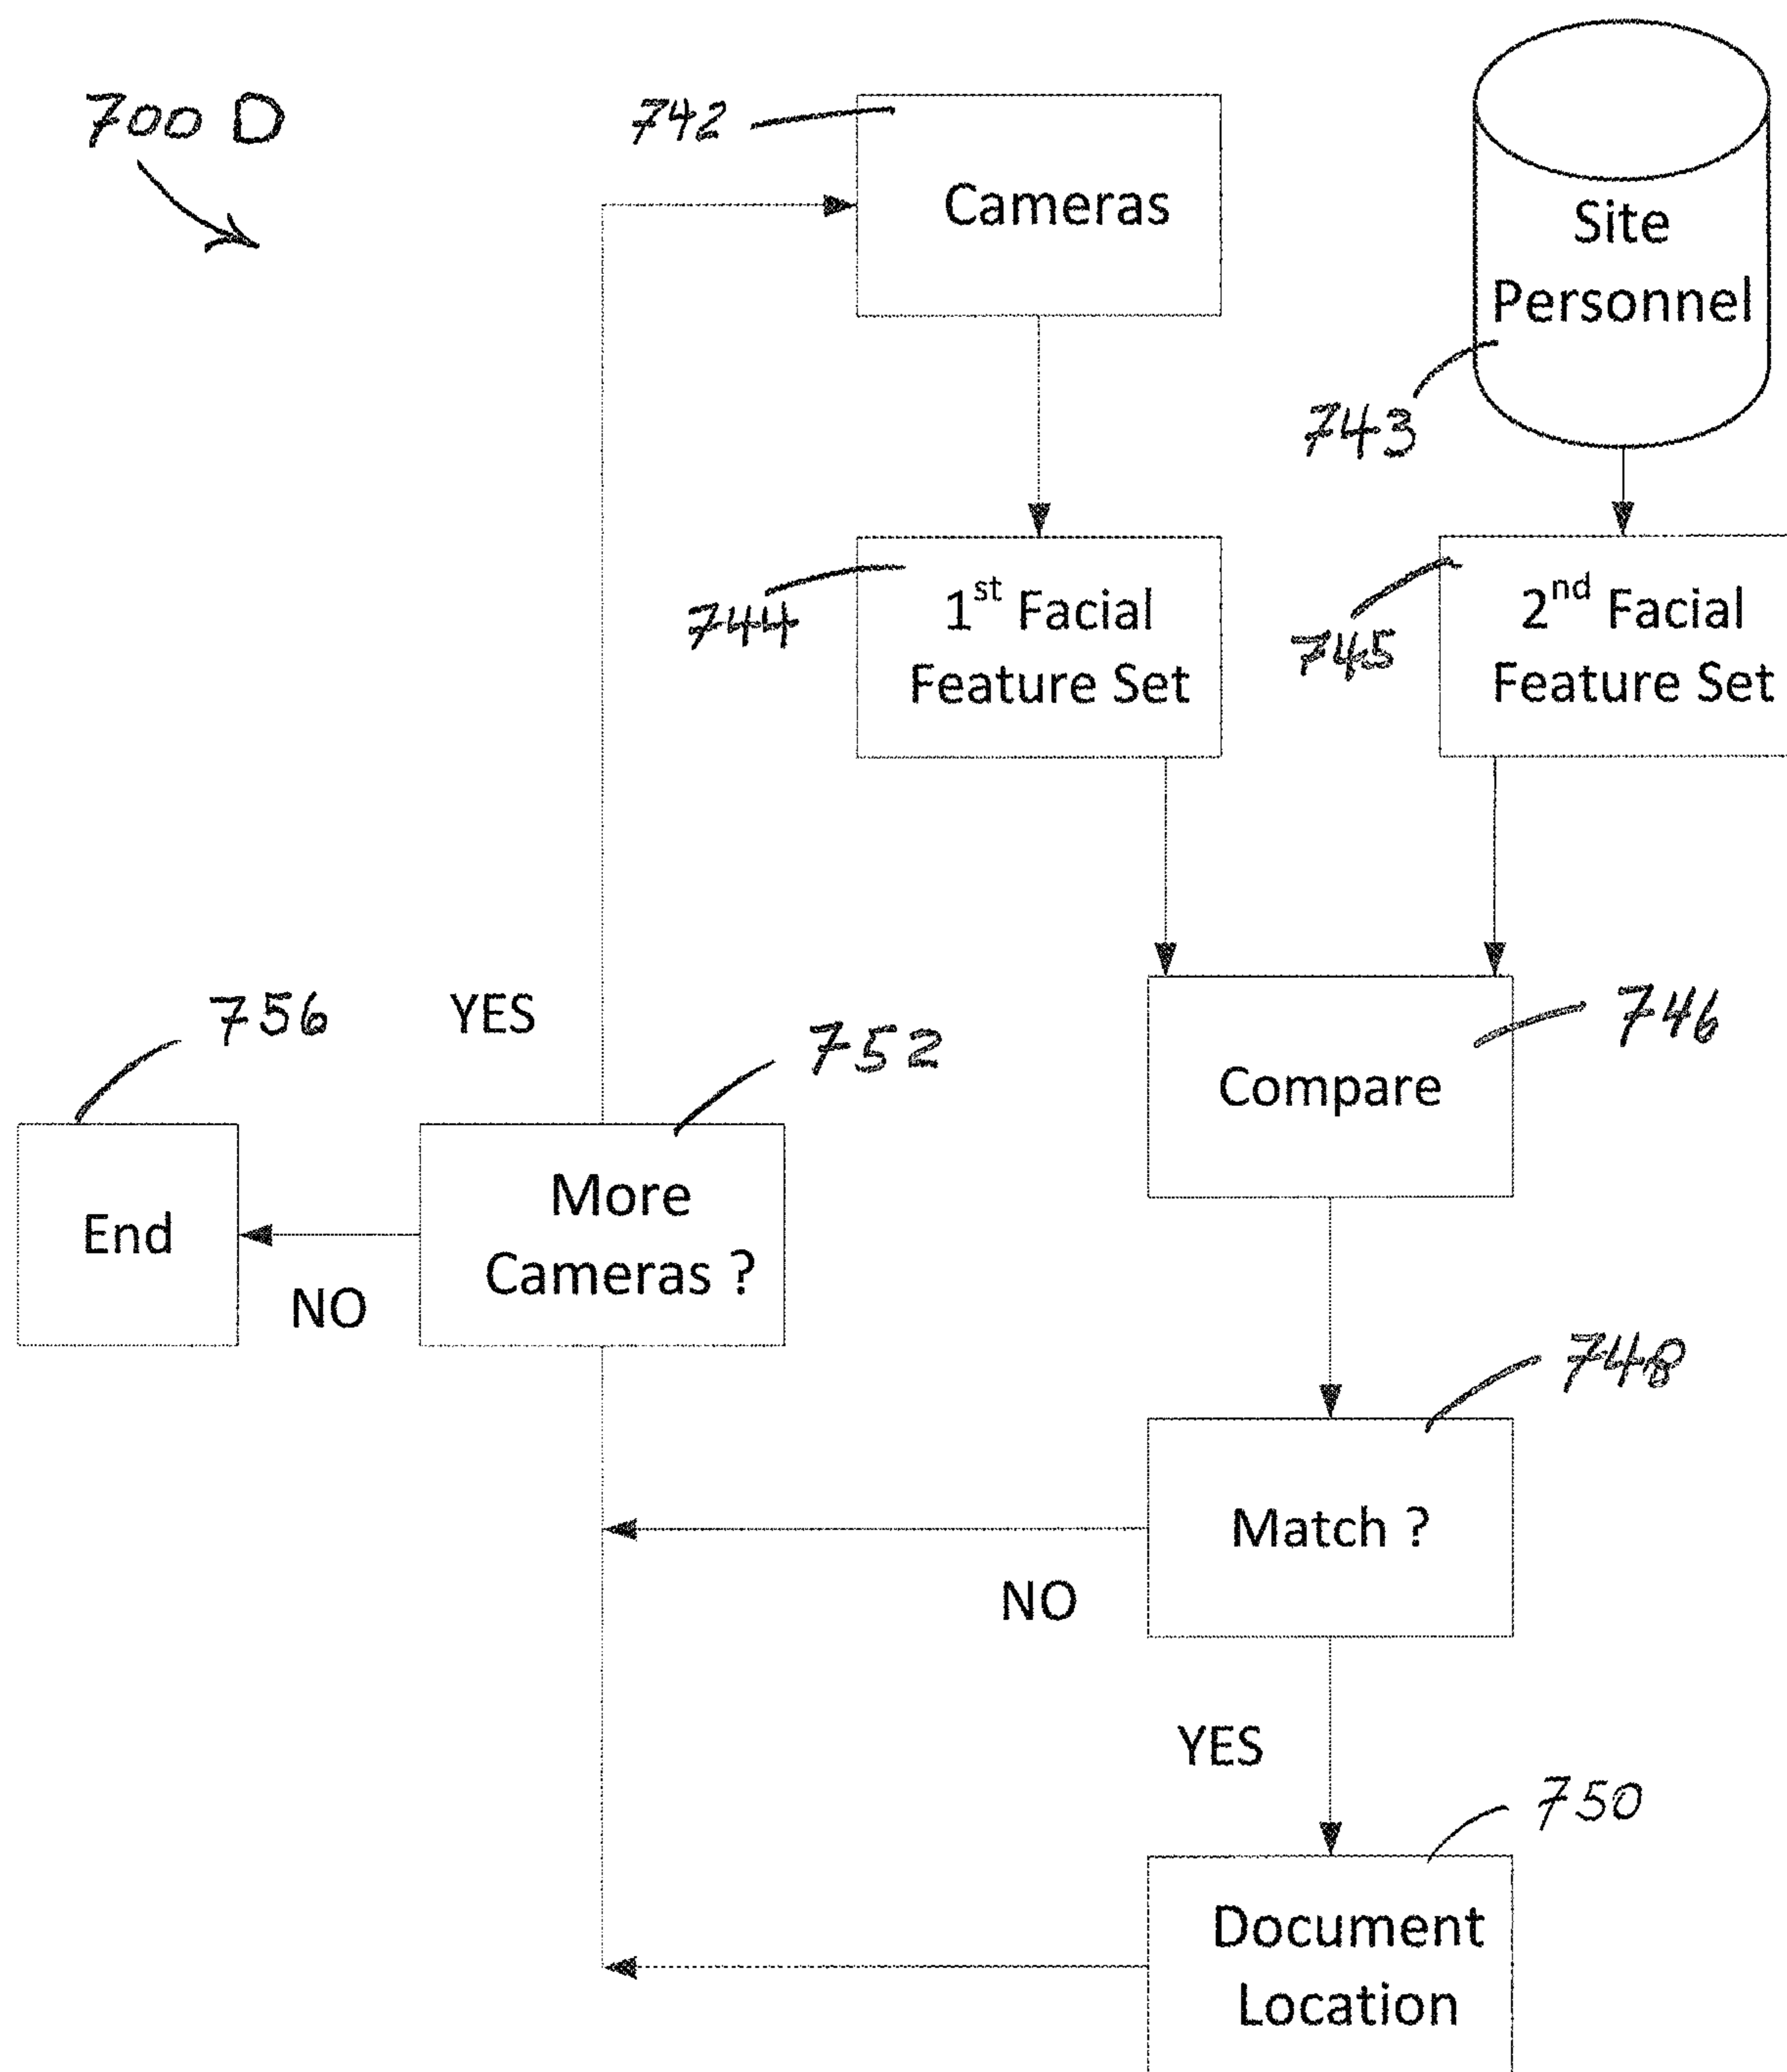 700 D
742
Cameras
Site
Personnel
743
744
1st Facial
Feature Set
745
2nd Facial
Feature Set
756
YES
752
746
Compare
End
NO
More
Cameras ?
748
Match ?
NO
YES
750
Document
Location